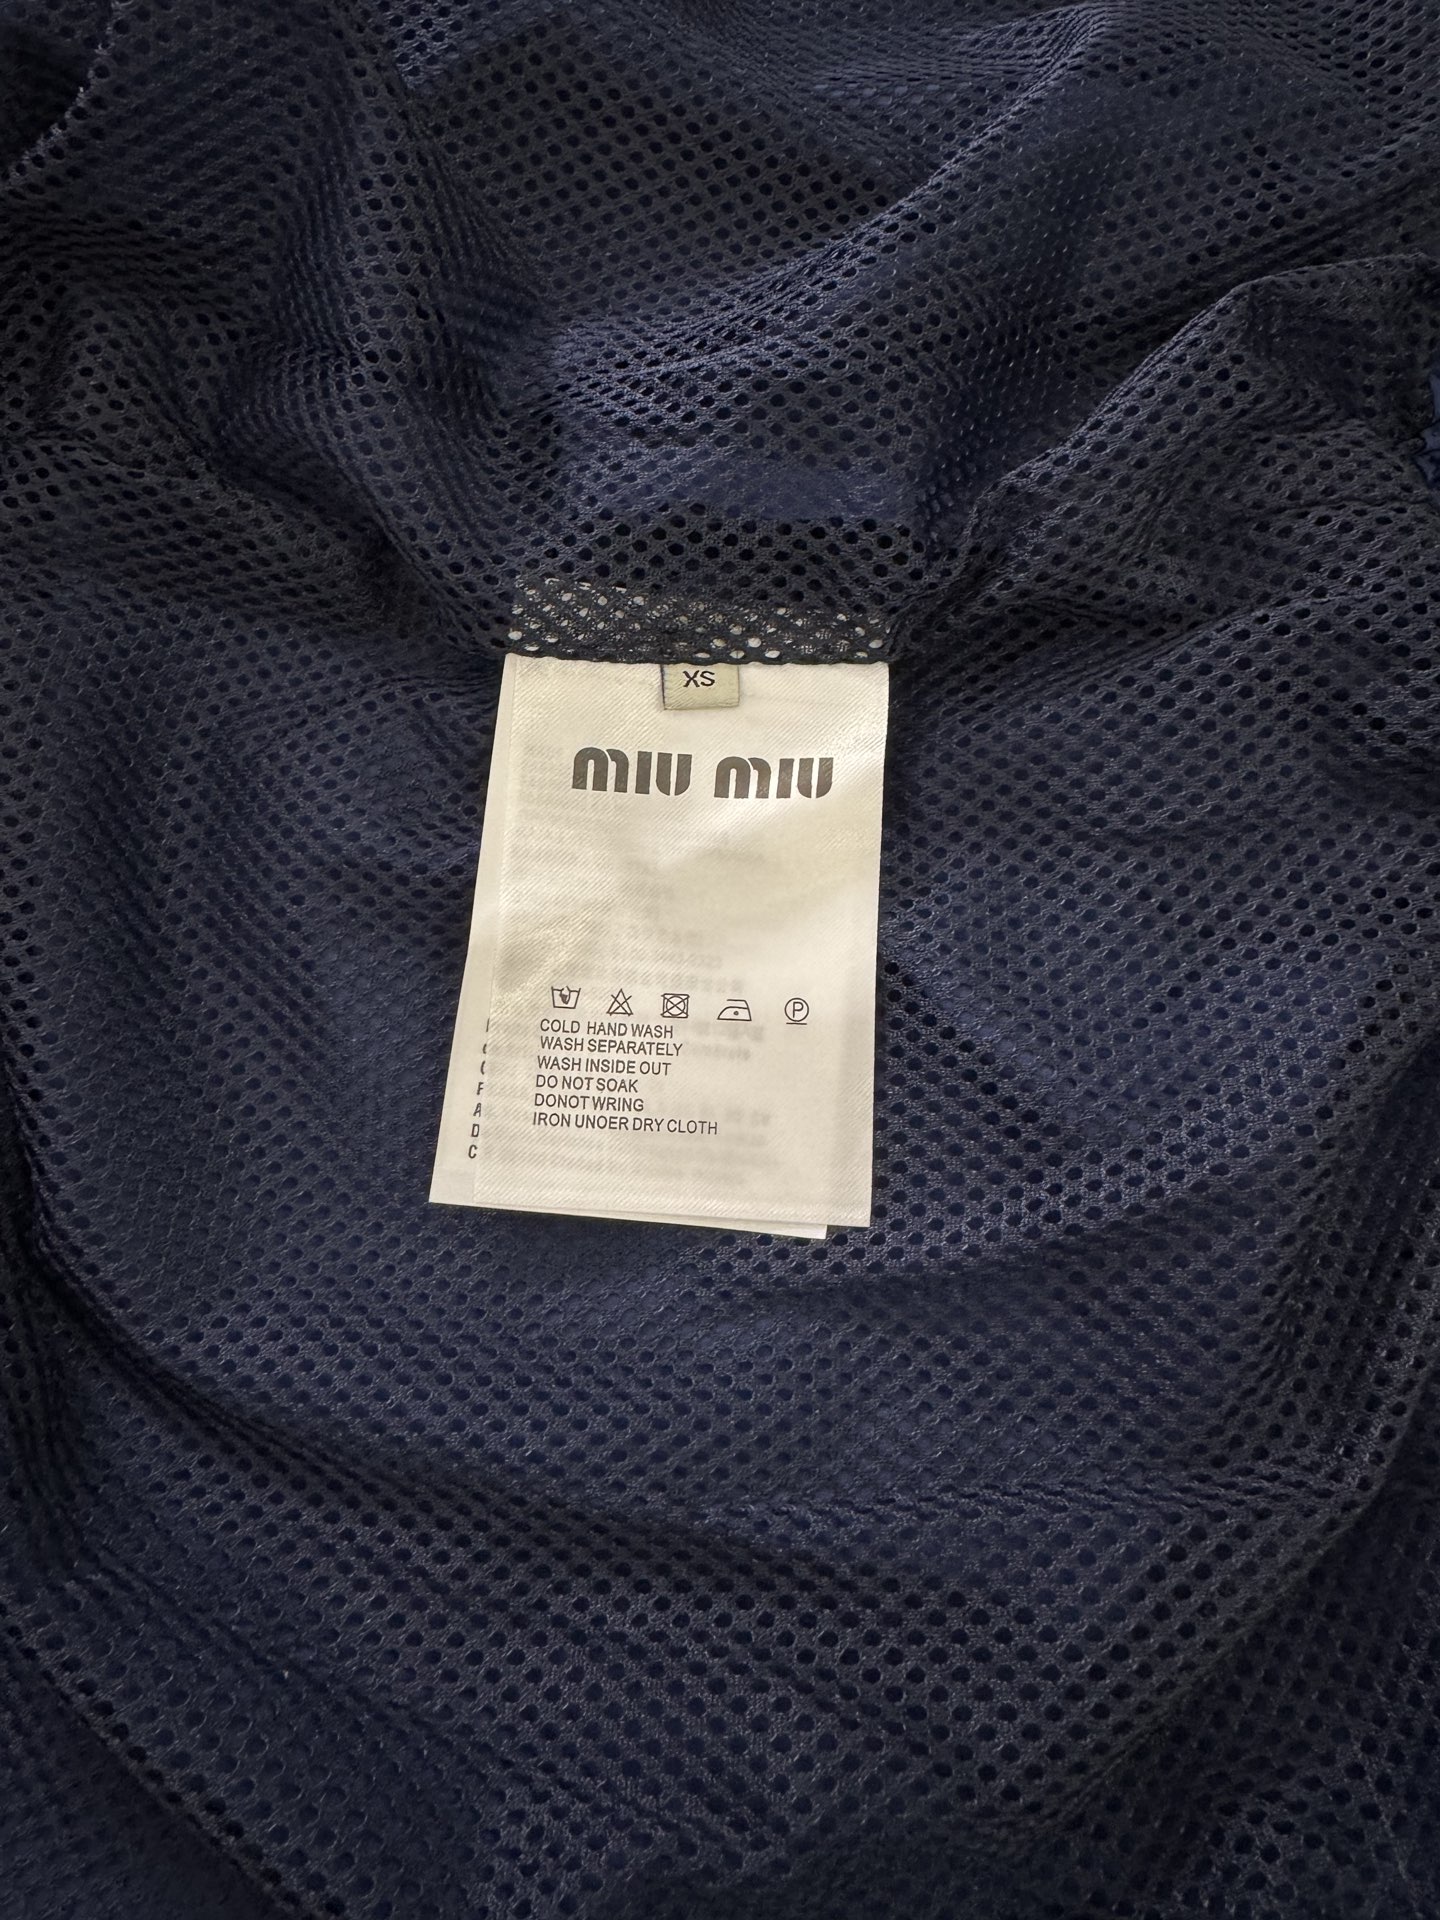 XS
miu miu
P
COLD HAND WASH
WASH SEPARATELY
WASH INSIDE OUT
DO NOT SOAK
DONOT WRING
IRON UNOER DRY CLOTH
F
A
D
C